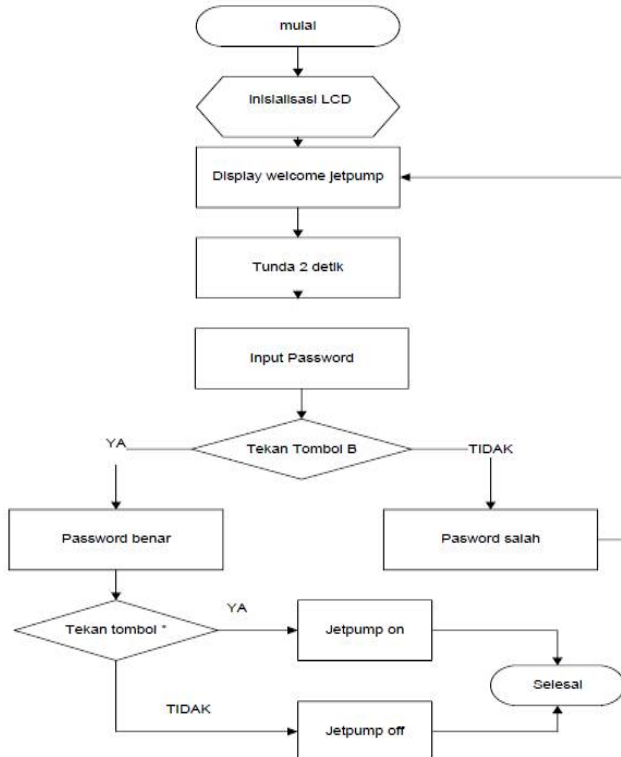 mulai
Inisialisasi LCD
Display welcome jetpump
Tunda 2 detik
Input Password
Tekan Tombol B
YA
TIDAK
Password benar
Pasword salah
Tekan tombol *
YA
Jetpump on
Selesai
TIDAK
Jetpump off